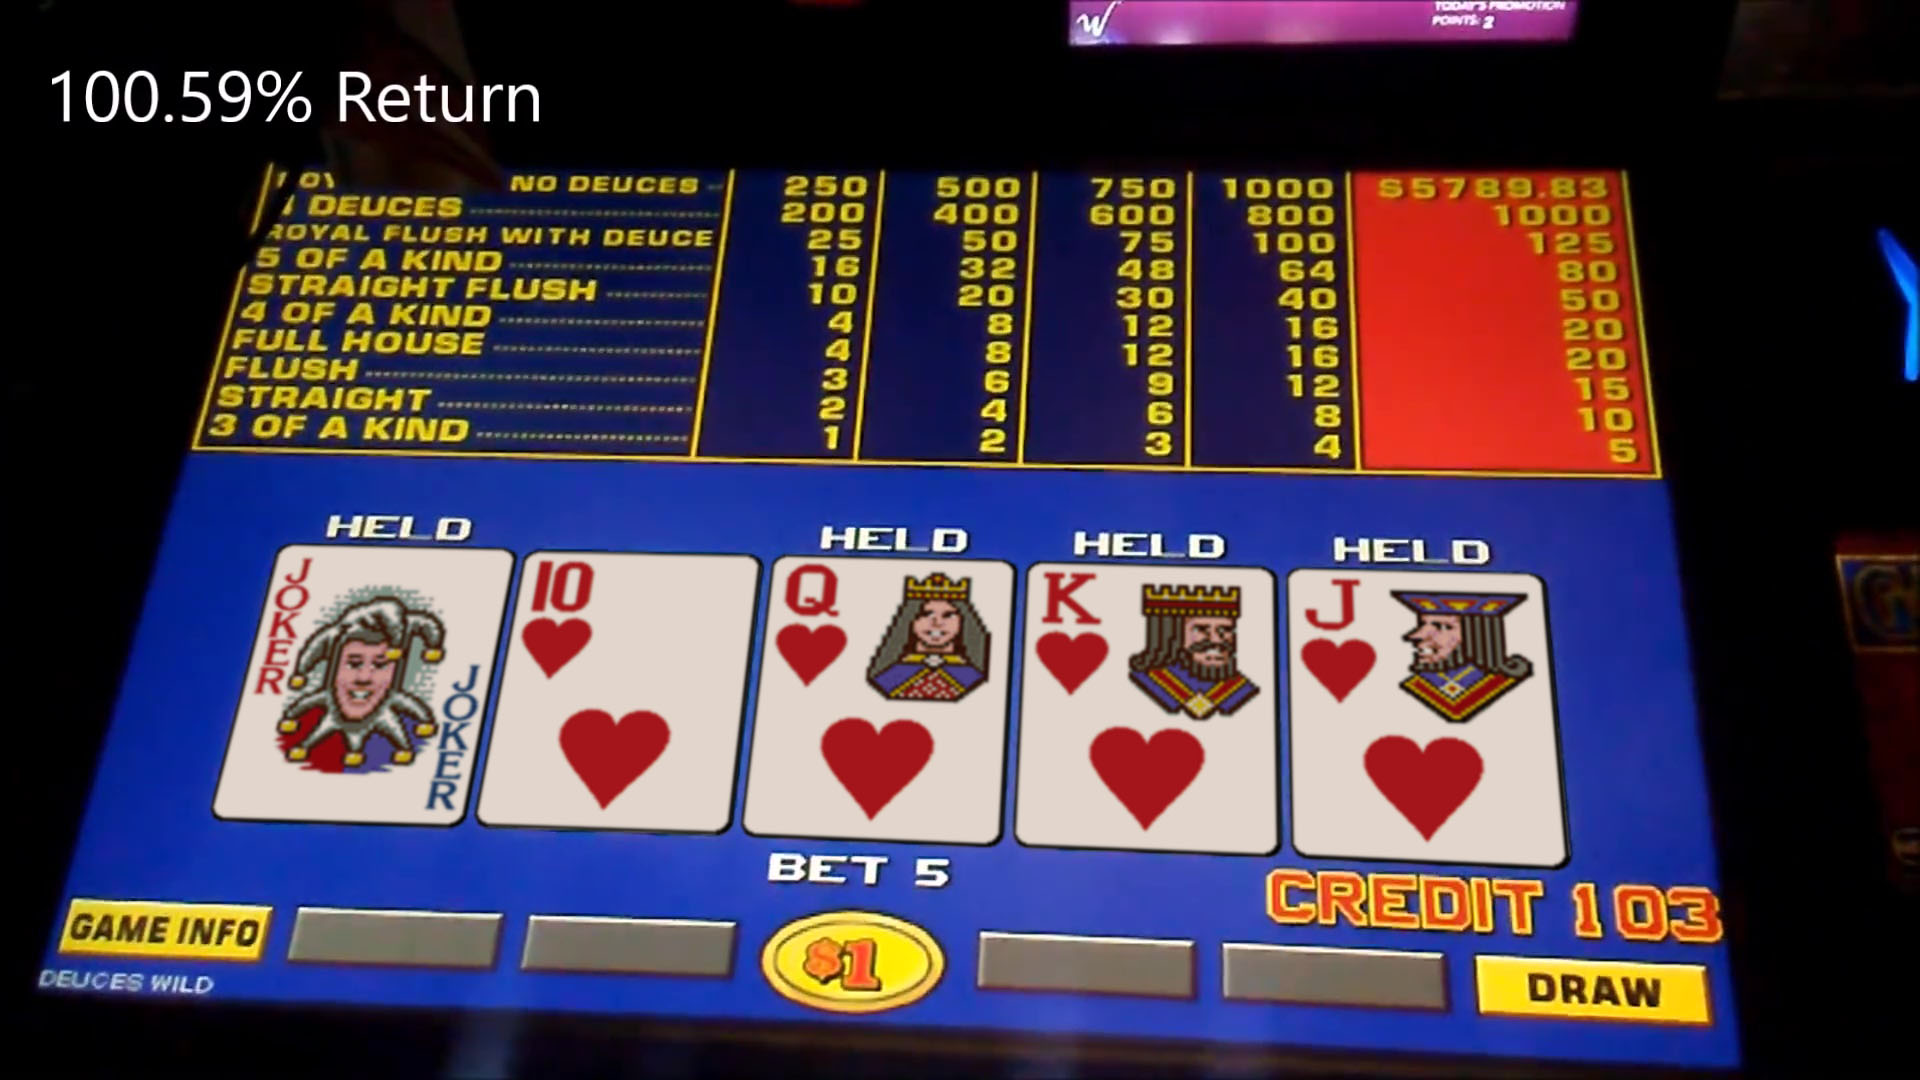 TODAY'S PROMOTION
POINTS: 2
W
100.59% Return
NO DEUCES 250 500 750 1000 $5789.83
DEUCES 200 400 600 800 1000
ROYAL FLUSH WITH DEUCE 25 50 75 100 125
5 OF A KIND 16 32 48 64 80
STRAIGHT FLUSH 10 20 30 40 50
4 OF A KIND 4 8 12 16 20
FULL HOUSE 4 8 12 16 20
FLUSH 3 6 9 12 15
STRAIGHT 2 4 6 8 10
3 OF A KIND 1 2 3 4 5
HELD HELD HELD HELD
JOKER JOKER 10 Q K J
BET 5
CREDIT 103
GAME INFO $1 DRAW
DEUCES WILD